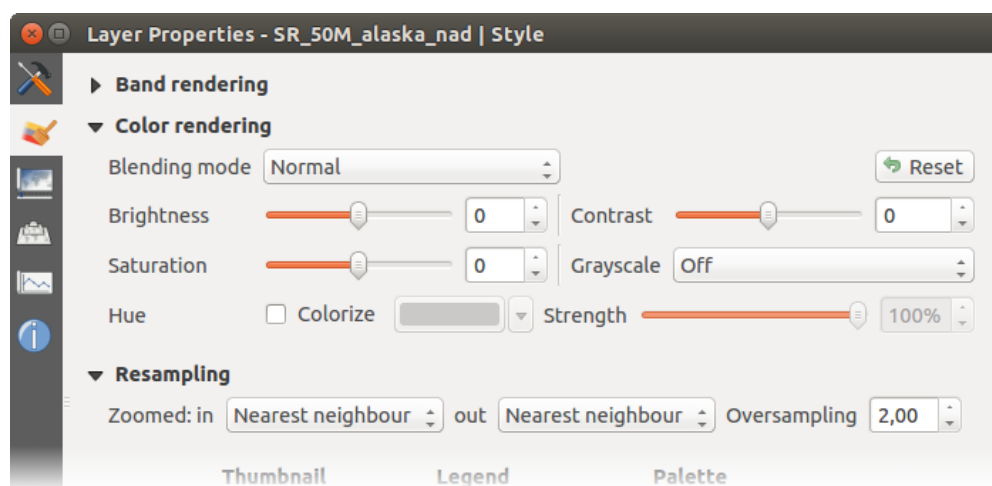 Layer Properties - SR_50M_alaska_nad | Style
Band rendering
Color rendering
Blending mode Normal Reset
Brightness 0 Contrast 0
Saturation 0 Grayscale Off
Hue Colorize Strength 100%
Resampling
Zoomed: in Nearest neighbour out Nearest neighbour Oversampling 2,00
Thumbnail Legend Palette